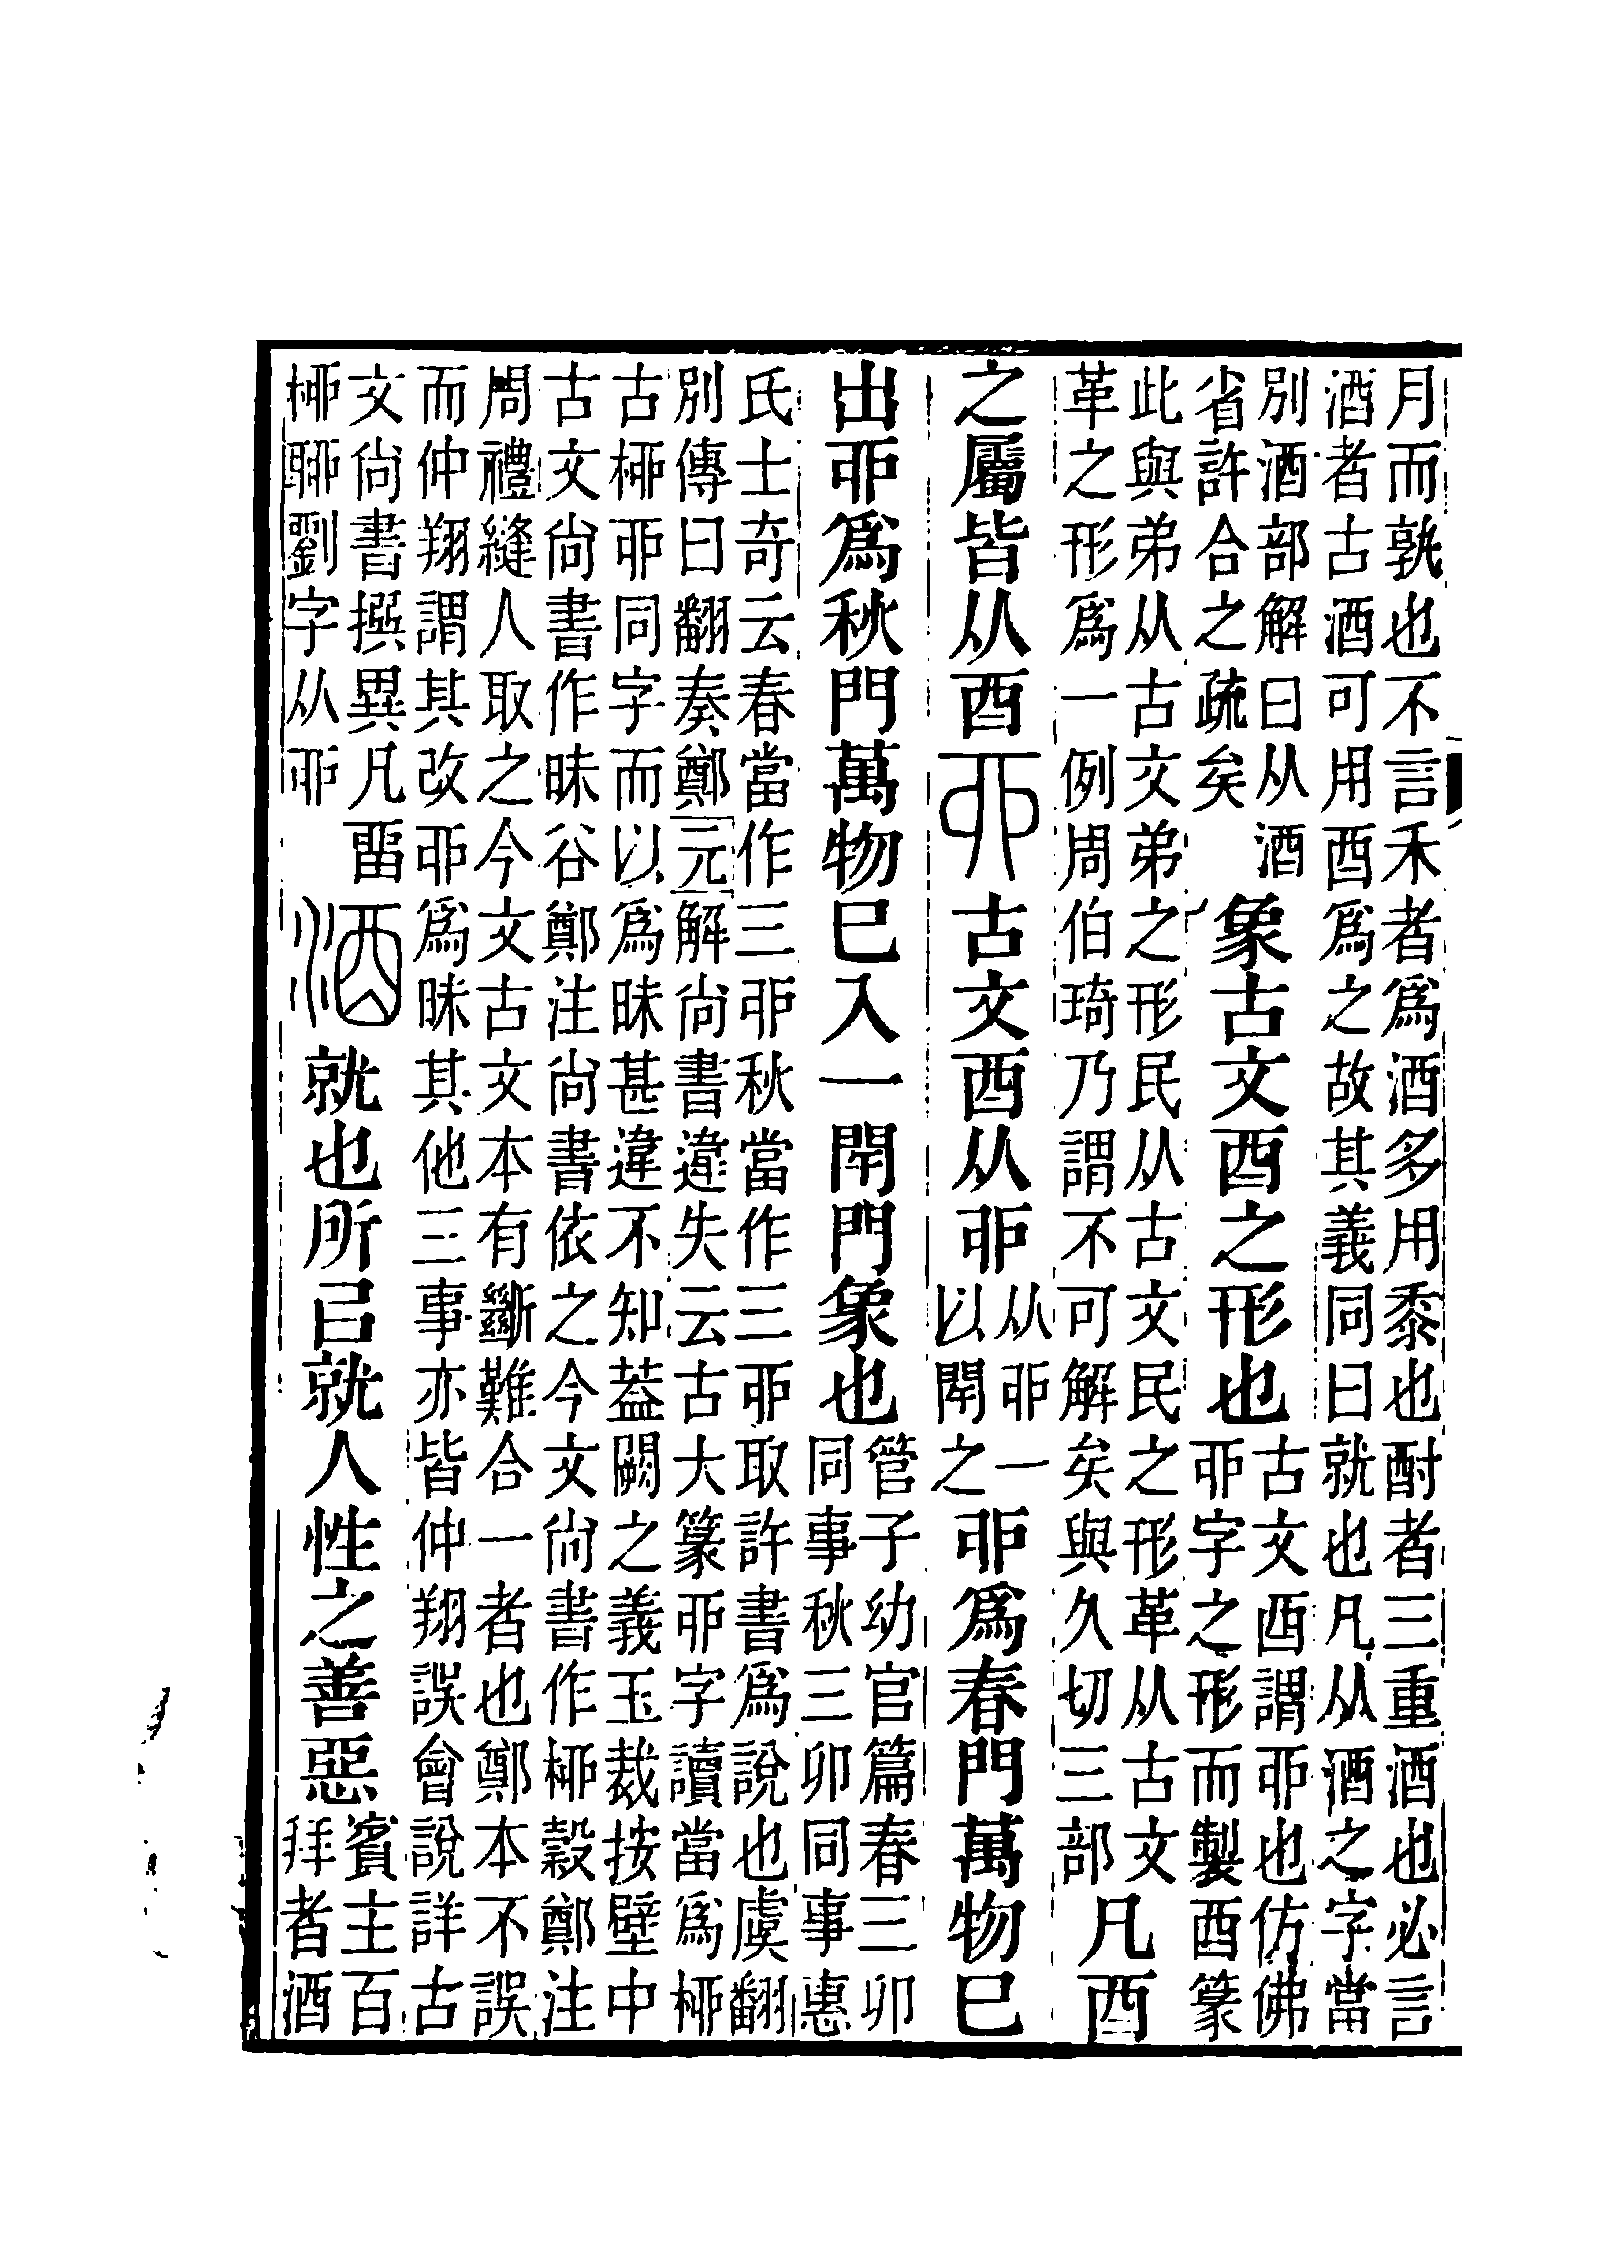 月而孰也不言禾者爲酒多用黍也酎者三重酒也必言
酒者古酒可用酉爲之故其義同曰就也凡从酒之字當
別酒部解曰从酒
省許合之疏矣
象古文酉之形也
古文酉謂丣也仿佛
丣字之形而製酉篆
此與弟从古文弟之形民从古文民之形革从古文
革之形爲一例周伯琦乃謂不可解矣與久切三部
凡酉
之屬皆从酉丣古文酉从丣
从丣一
以閉之
丣爲春門萬物已
出丣爲秋門萬物已入一閉門象也
管子幼官篇春三卯
同事秋三卯同事惠
氏士奇云春當作三丣秋當作三丣取許書爲說也虞翻
別傳曰翻奏鄭元解尙書違失云古大篆丣字讀當爲桺
古桺丣同字而以爲昧甚違不知葢闕之義玉裁按壁中
古文尙書作昧谷鄭注尙書依之今文尙書作桺穀鄭注
周禮縫人取之今文古文本有斷難合一者也鄭本不誤
而仲翔謂其改丣爲昧其他三事亦皆仲翔誤會說詳古
文尙書撰異凡畱
桺聊劉字从丣
酒就也所㠯就人性之善惡
賓主百
拜者酒